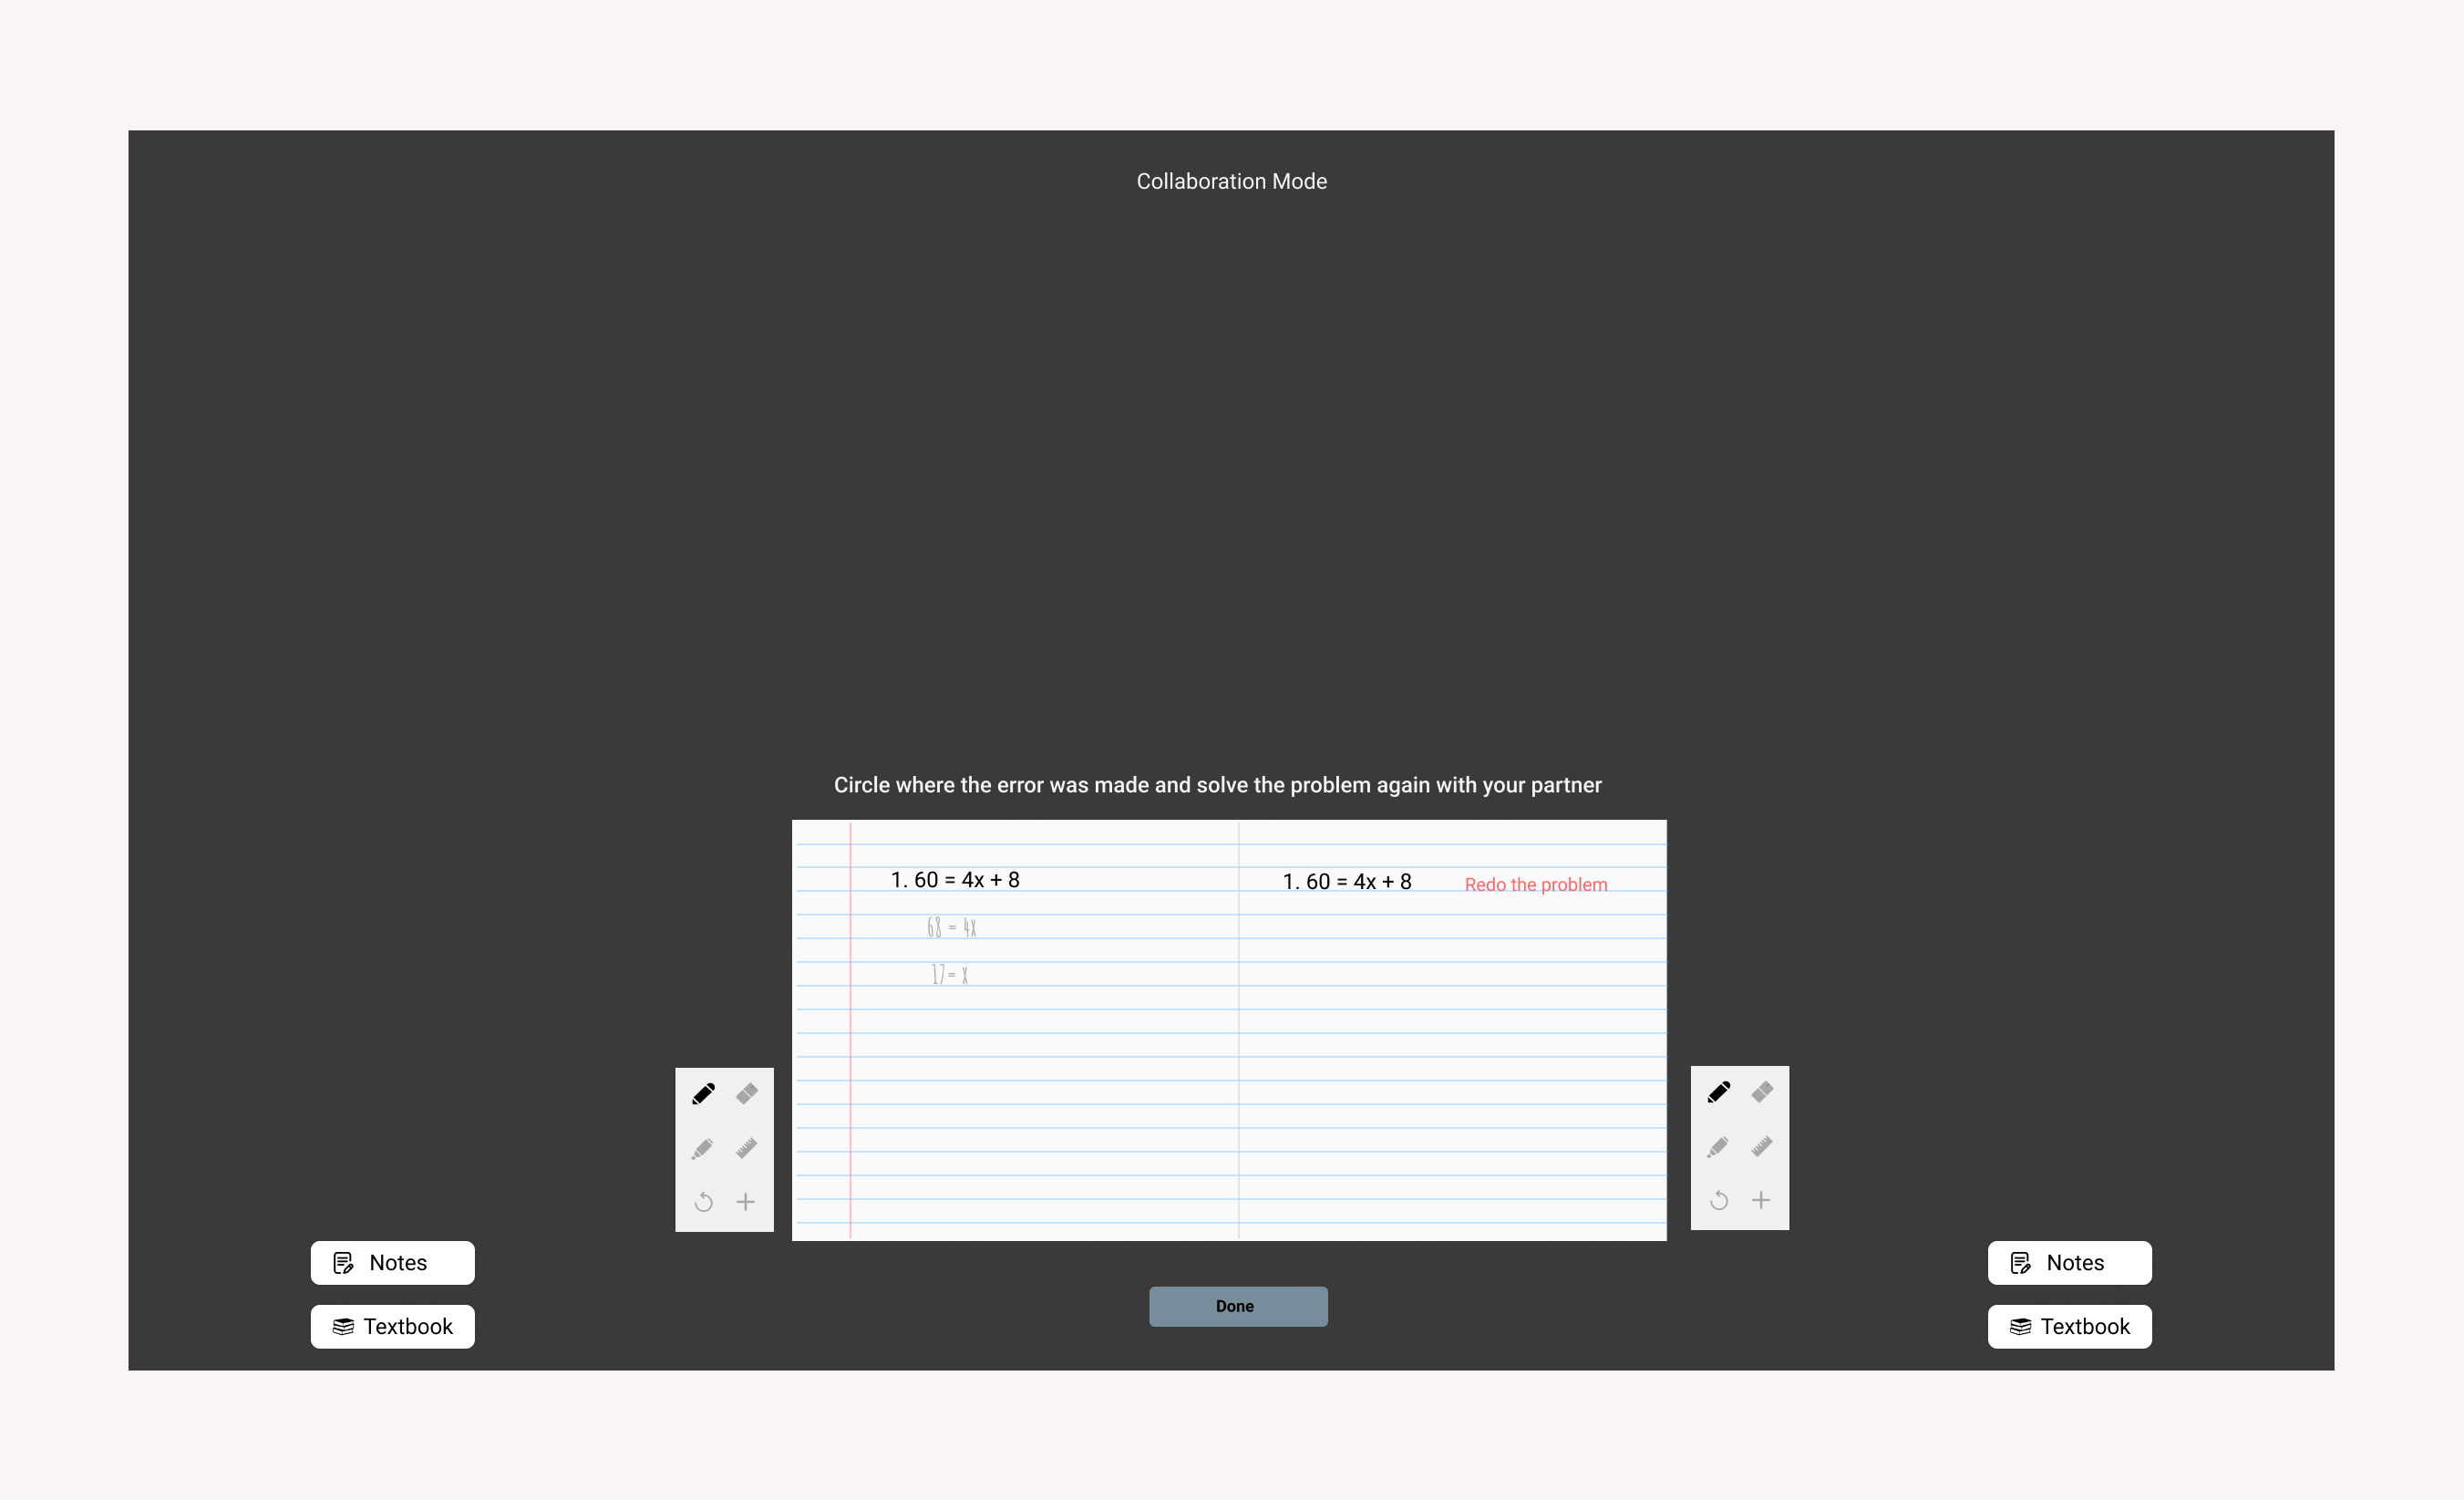 Collaboration Mode
Circle where the error was made and solve the problem again with your partner
1. 60 = 4x + 8
68 = 4x
17= x
1. 60 = 4x + 8
Redo the problem
Notes
Textbook
Done
Notes
Textbook